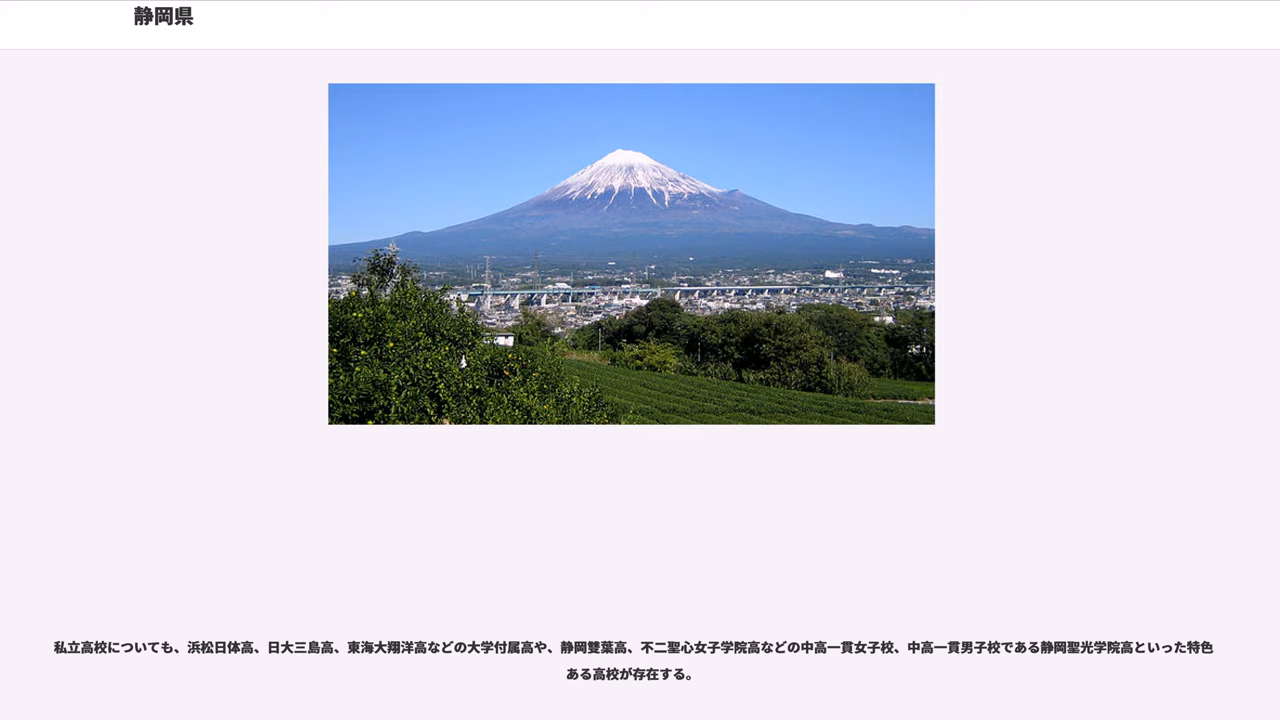 静岡県
私立高校についても、浜松日体高、日大三島高、東海大翔洋高などの大学付属高や、静岡雙葉高、不二聖心女子学院高などの中高一貫女子校、中高一貫男子校である静岡聖光学院高といった特色
ある高校が存在する。